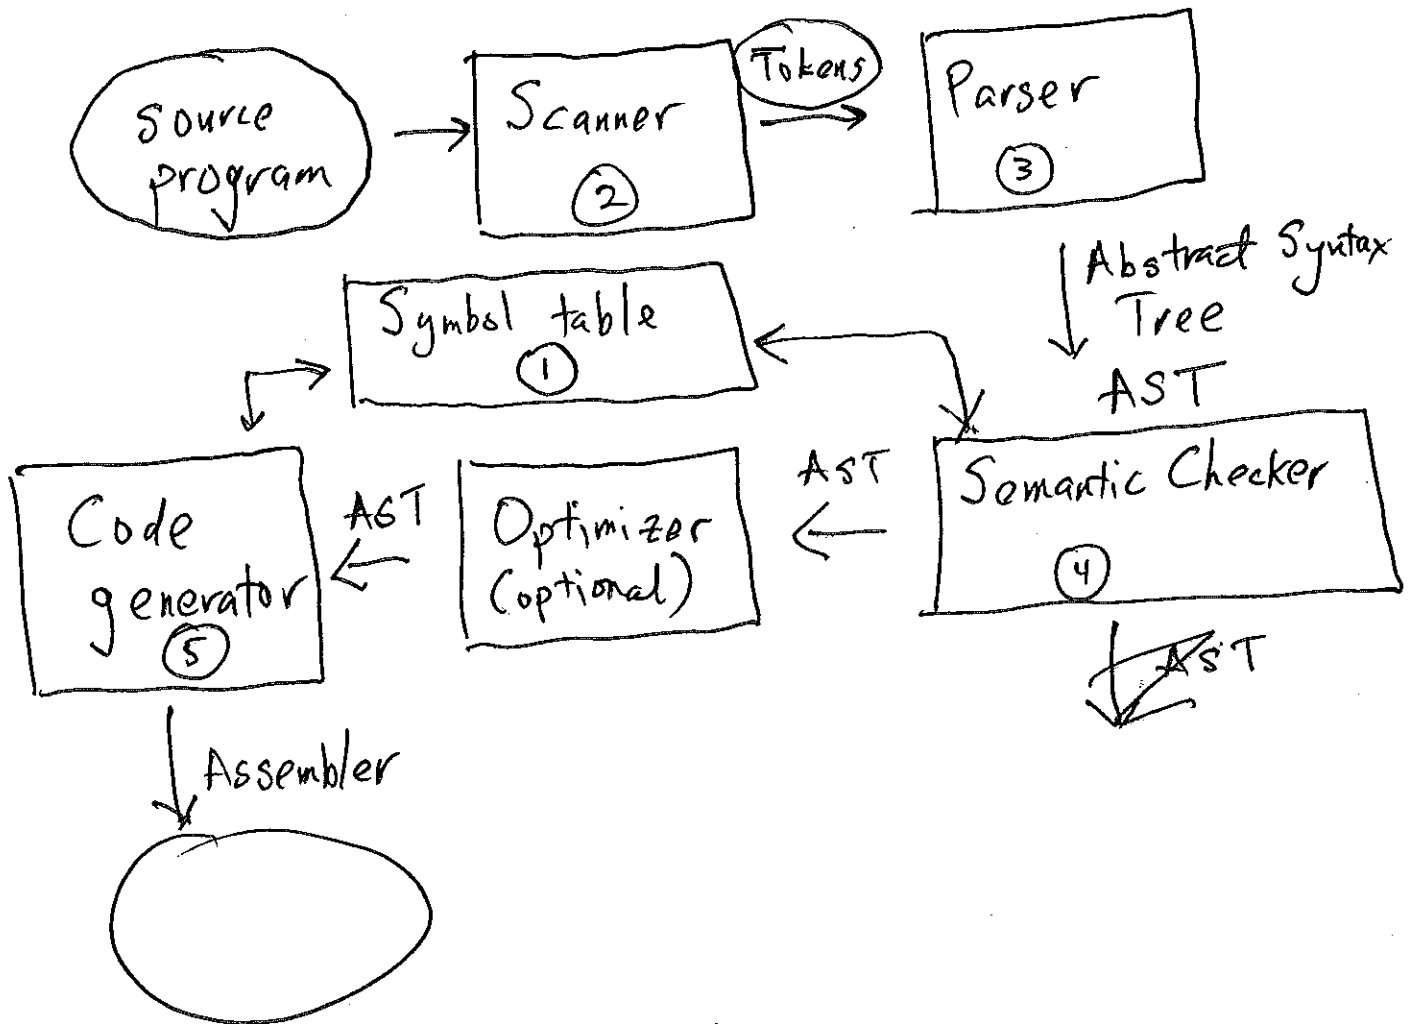 Source
program
Scanner
2
Tokens
Parser
3
Abstract Syntax
Tree
AST
Symbol table
1
Semantic Checker
4
AST
Optimizer
(optional)
AST
Code
generator
5
AST
Assembler